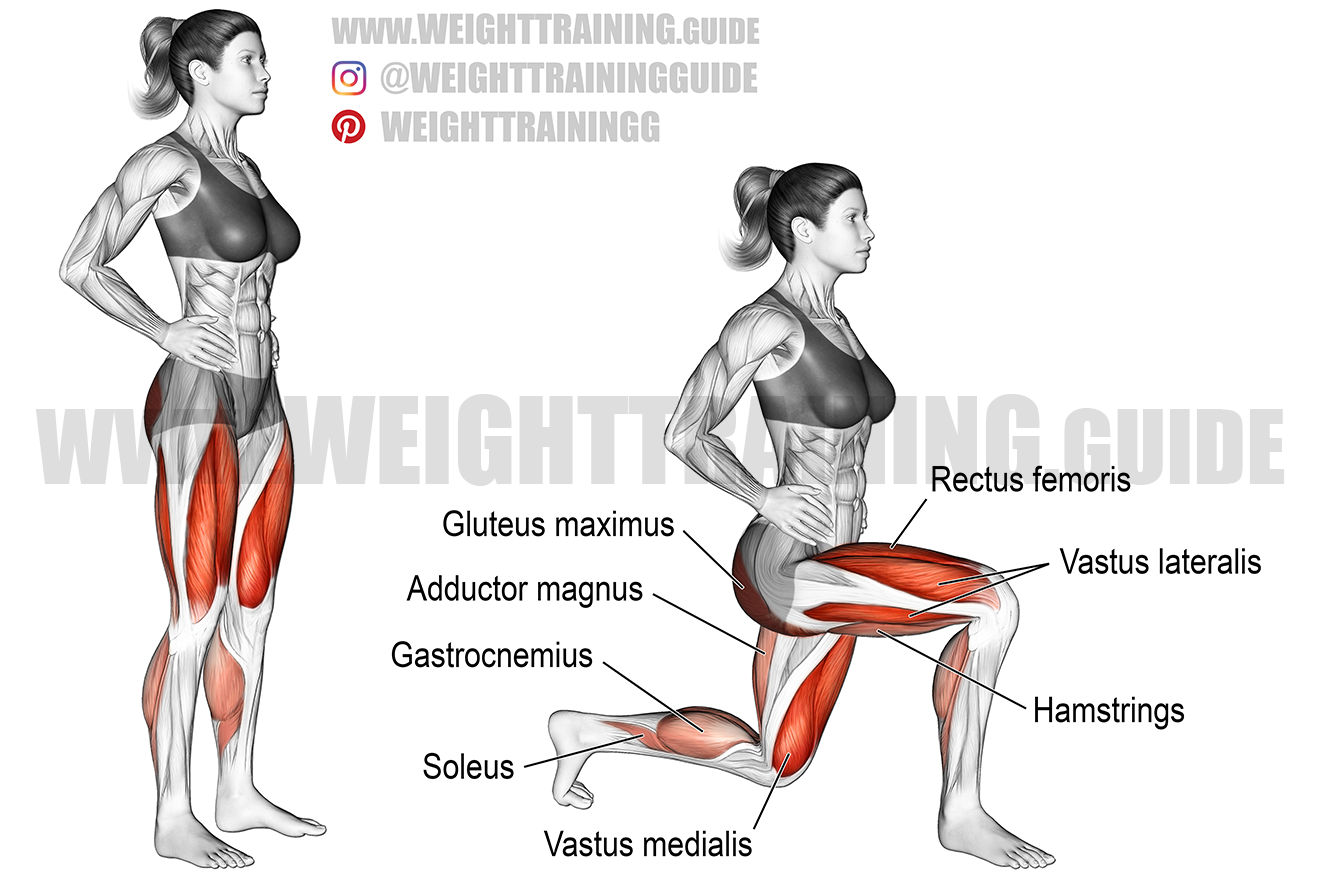 WWW.WEIGHTTRAINING.GUIDE
@WEIGHTTRAININGGUIDE
WEIGHTTRAININGG
WWW.WEIGHTTRAINING.GUIDE
Rectus femoris
Gluteus maximus
Vastus lateralis
Adductor magnus
Gastrocnemius
Hamstrings
Soleus
Vastus medialis